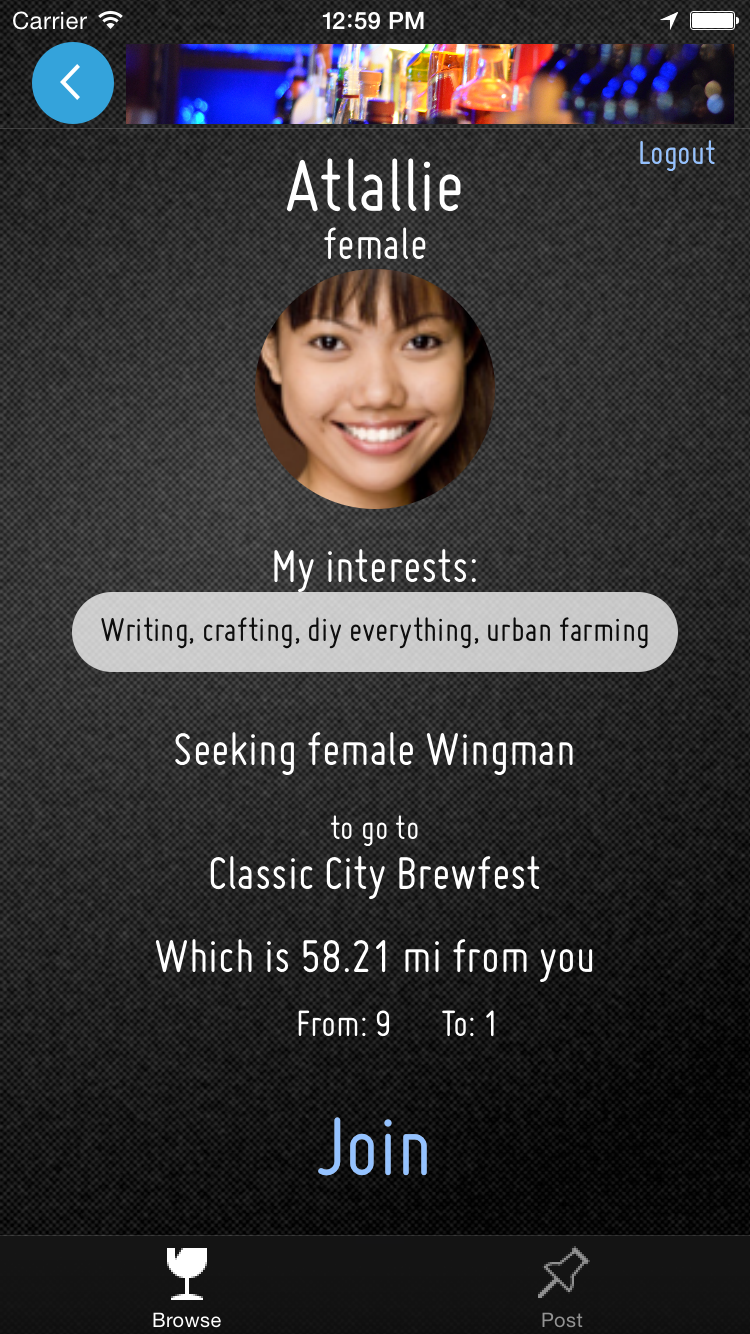 Carrier 12:59 PM
Logout
Atlallie
female
My interests:
Writing, crafting, diy everything, urban farming
Seeking female Wingman
to go to
Classic City Brewfest
Which is 58.21 mi from you
From: 9 To: 1
Join
Browse Post